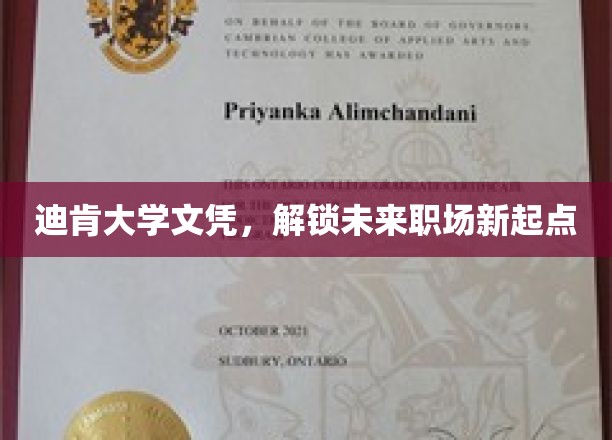 ON BEHALF OF THE BOARD OF GOVERNORS,
CAMBRIAN COLLEGE OF APPLIED ARTS AND
TECHNOLOGY HAS AWARDED
Priyanka Alimchandani
THIS ONTARIO COLLEGE GRADUATE CERTIFICATE
迪肯大学文凭，解锁未来职场新起点
PROGRAM
OCTOBER 2021
SUDBURY, ONTARIO